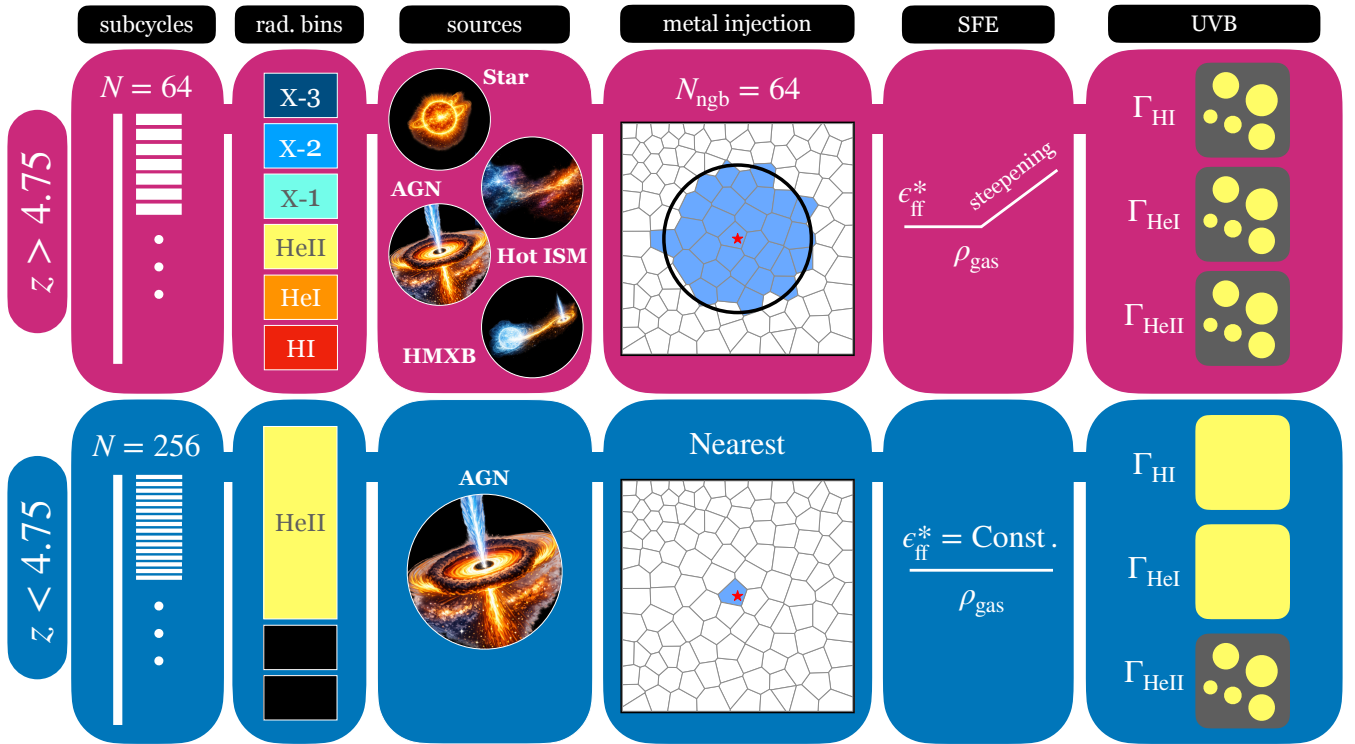 subcycles
rad. bins
sources
metal injection
SFE
UVB
z > 4.75
N = 64
X-3
X-2
X-1
HeII
HeI
HI
Star
AGN
Hot ISM
HMXB
N_ngb = 64
ϵ*_ff
steepening
ρ_gas
Γ_HI
Γ_HeI
Γ_HeII
z < 4.75
N = 256
HeII
AGN
Nearest
ϵ*_ff = Const .
ρ_gas
Γ_HI
Γ_HeI
Γ_HeII